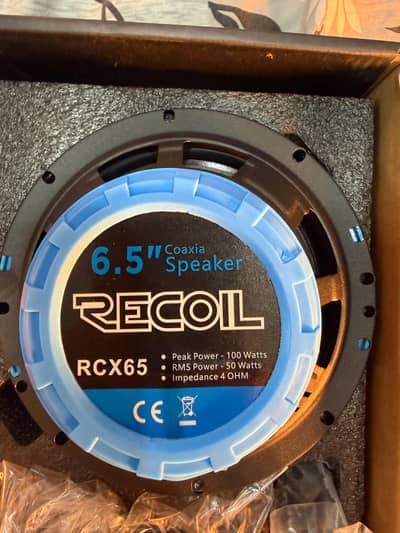 6.5" Coaxia
Speaker
RECOIL
RCX65
• Peak Power - 100 Watts
• RMS Power - 50 Watts
• Impedance 4 OHM
CE